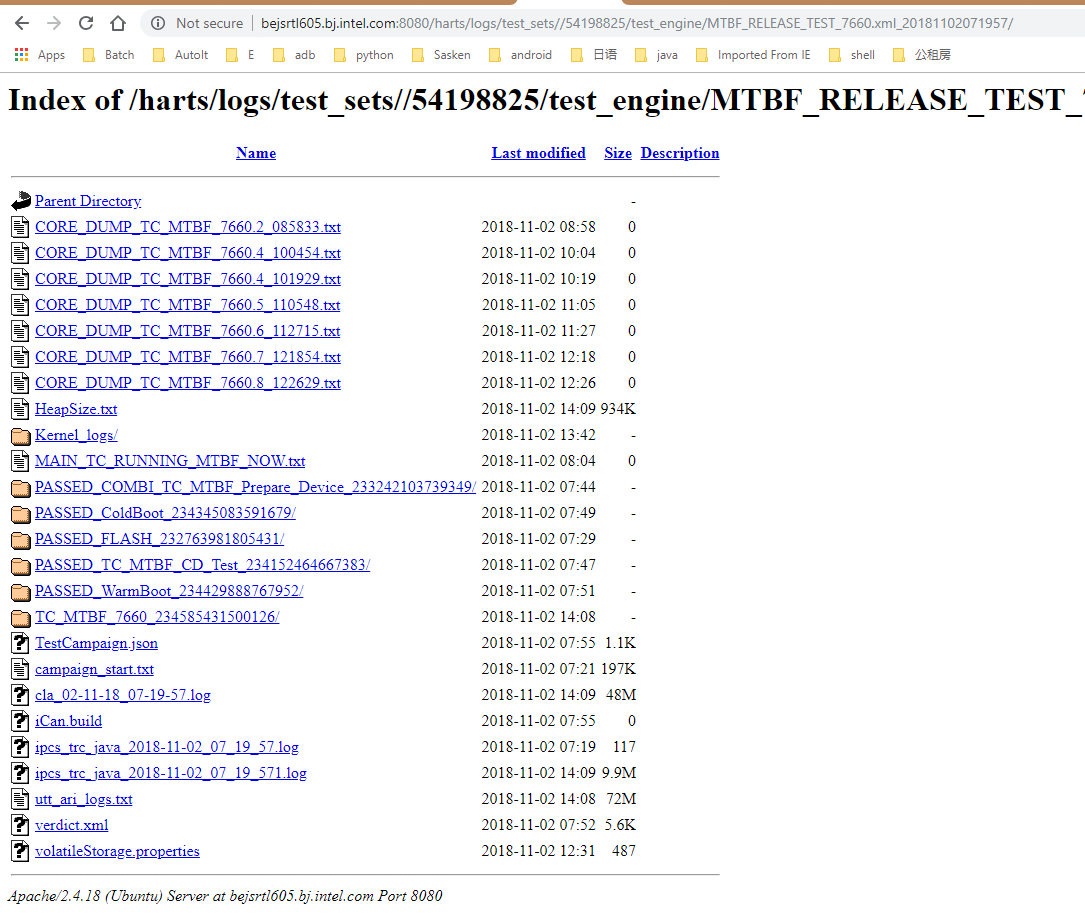 Not secure bejsrtl605.bj.intel.com:8080/harts/logs/test_sets//54198825/test_engine/MTBF_RELEASE_TEST_7660.xml_20181102071957/
Apps Batch AutoIt E adb python Sasken android 日语 java Imported From IE shell 公租房
Index of /harts/logs/test_sets//54198825/test_engine/MTBF_RELEASE_TEST_
Name Last modified Size Description
Parent Directory -
CORE_DUMP_TC_MTBF_7660.2_085833.txt 2018-11-02 08:58 0
CORE_DUMP_TC_MTBF_7660.4_100454.txt 2018-11-02 10:04 0
CORE_DUMP_TC_MTBF_7660.4_101929.txt 2018-11-02 10:19 0
CORE_DUMP_TC_MTBF_7660.5_110548.txt 2018-11-02 11:05 0
CORE_DUMP_TC_MTBF_7660.6_112715.txt 2018-11-02 11:27 0
CORE_DUMP_TC_MTBF_7660.7_121854.txt 2018-11-02 12:18 0
CORE_DUMP_TC_MTBF_7660.8_122629.txt 2018-11-02 12:26 0
HeapSize.txt 2018-11-02 14:09 934K
Kernel_logs/ 2018-11-02 13:42 -
MAIN_TC_RUNNING_MTBF_NOW.txt 2018-11-02 08:04 0
PASSED_COMBI_TC_MTBF_Prepare_Device_233242103739349/ 2018-11-02 07:44 -
PASSED_ColdBoot_234345083591679/ 2018-11-02 07:49 -
PASSED_FLASH_232763981805431/ 2018-11-02 07:29 -
PASSED_TC_MTBF_CD_Test_234152464667383/ 2018-11-02 07:47 -
PASSED_WarmBoot_234429888767952/ 2018-11-02 07:51 -
TC_MTBF_7660_234585431500126/ 2018-11-02 14:08 -
TestCampaign.json 2018-11-02 07:55 1.1K
campaign_start.txt 2018-11-02 07:21 197K
cla_02-11-18_07-19-57.log 2018-11-02 14:09 48M
iCan.build 2018-11-02 07:55 0
ipcs_trc_java_2018-11-02_07_19_57.log 2018-11-02 07:19 117
ipcs_trc_java_2018-11-02_07_19_571.log 2018-11-02 14:09 9.9M
utt_ari_logs.txt 2018-11-02 14:08 72M
verdict.xml 2018-11-02 07:52 5.6K
volatileStorage.properties 2018-11-02 12:31 487
Apache/2.4.18 (Ubuntu) Server at bejsrtl605.bj.intel.com Port 8080